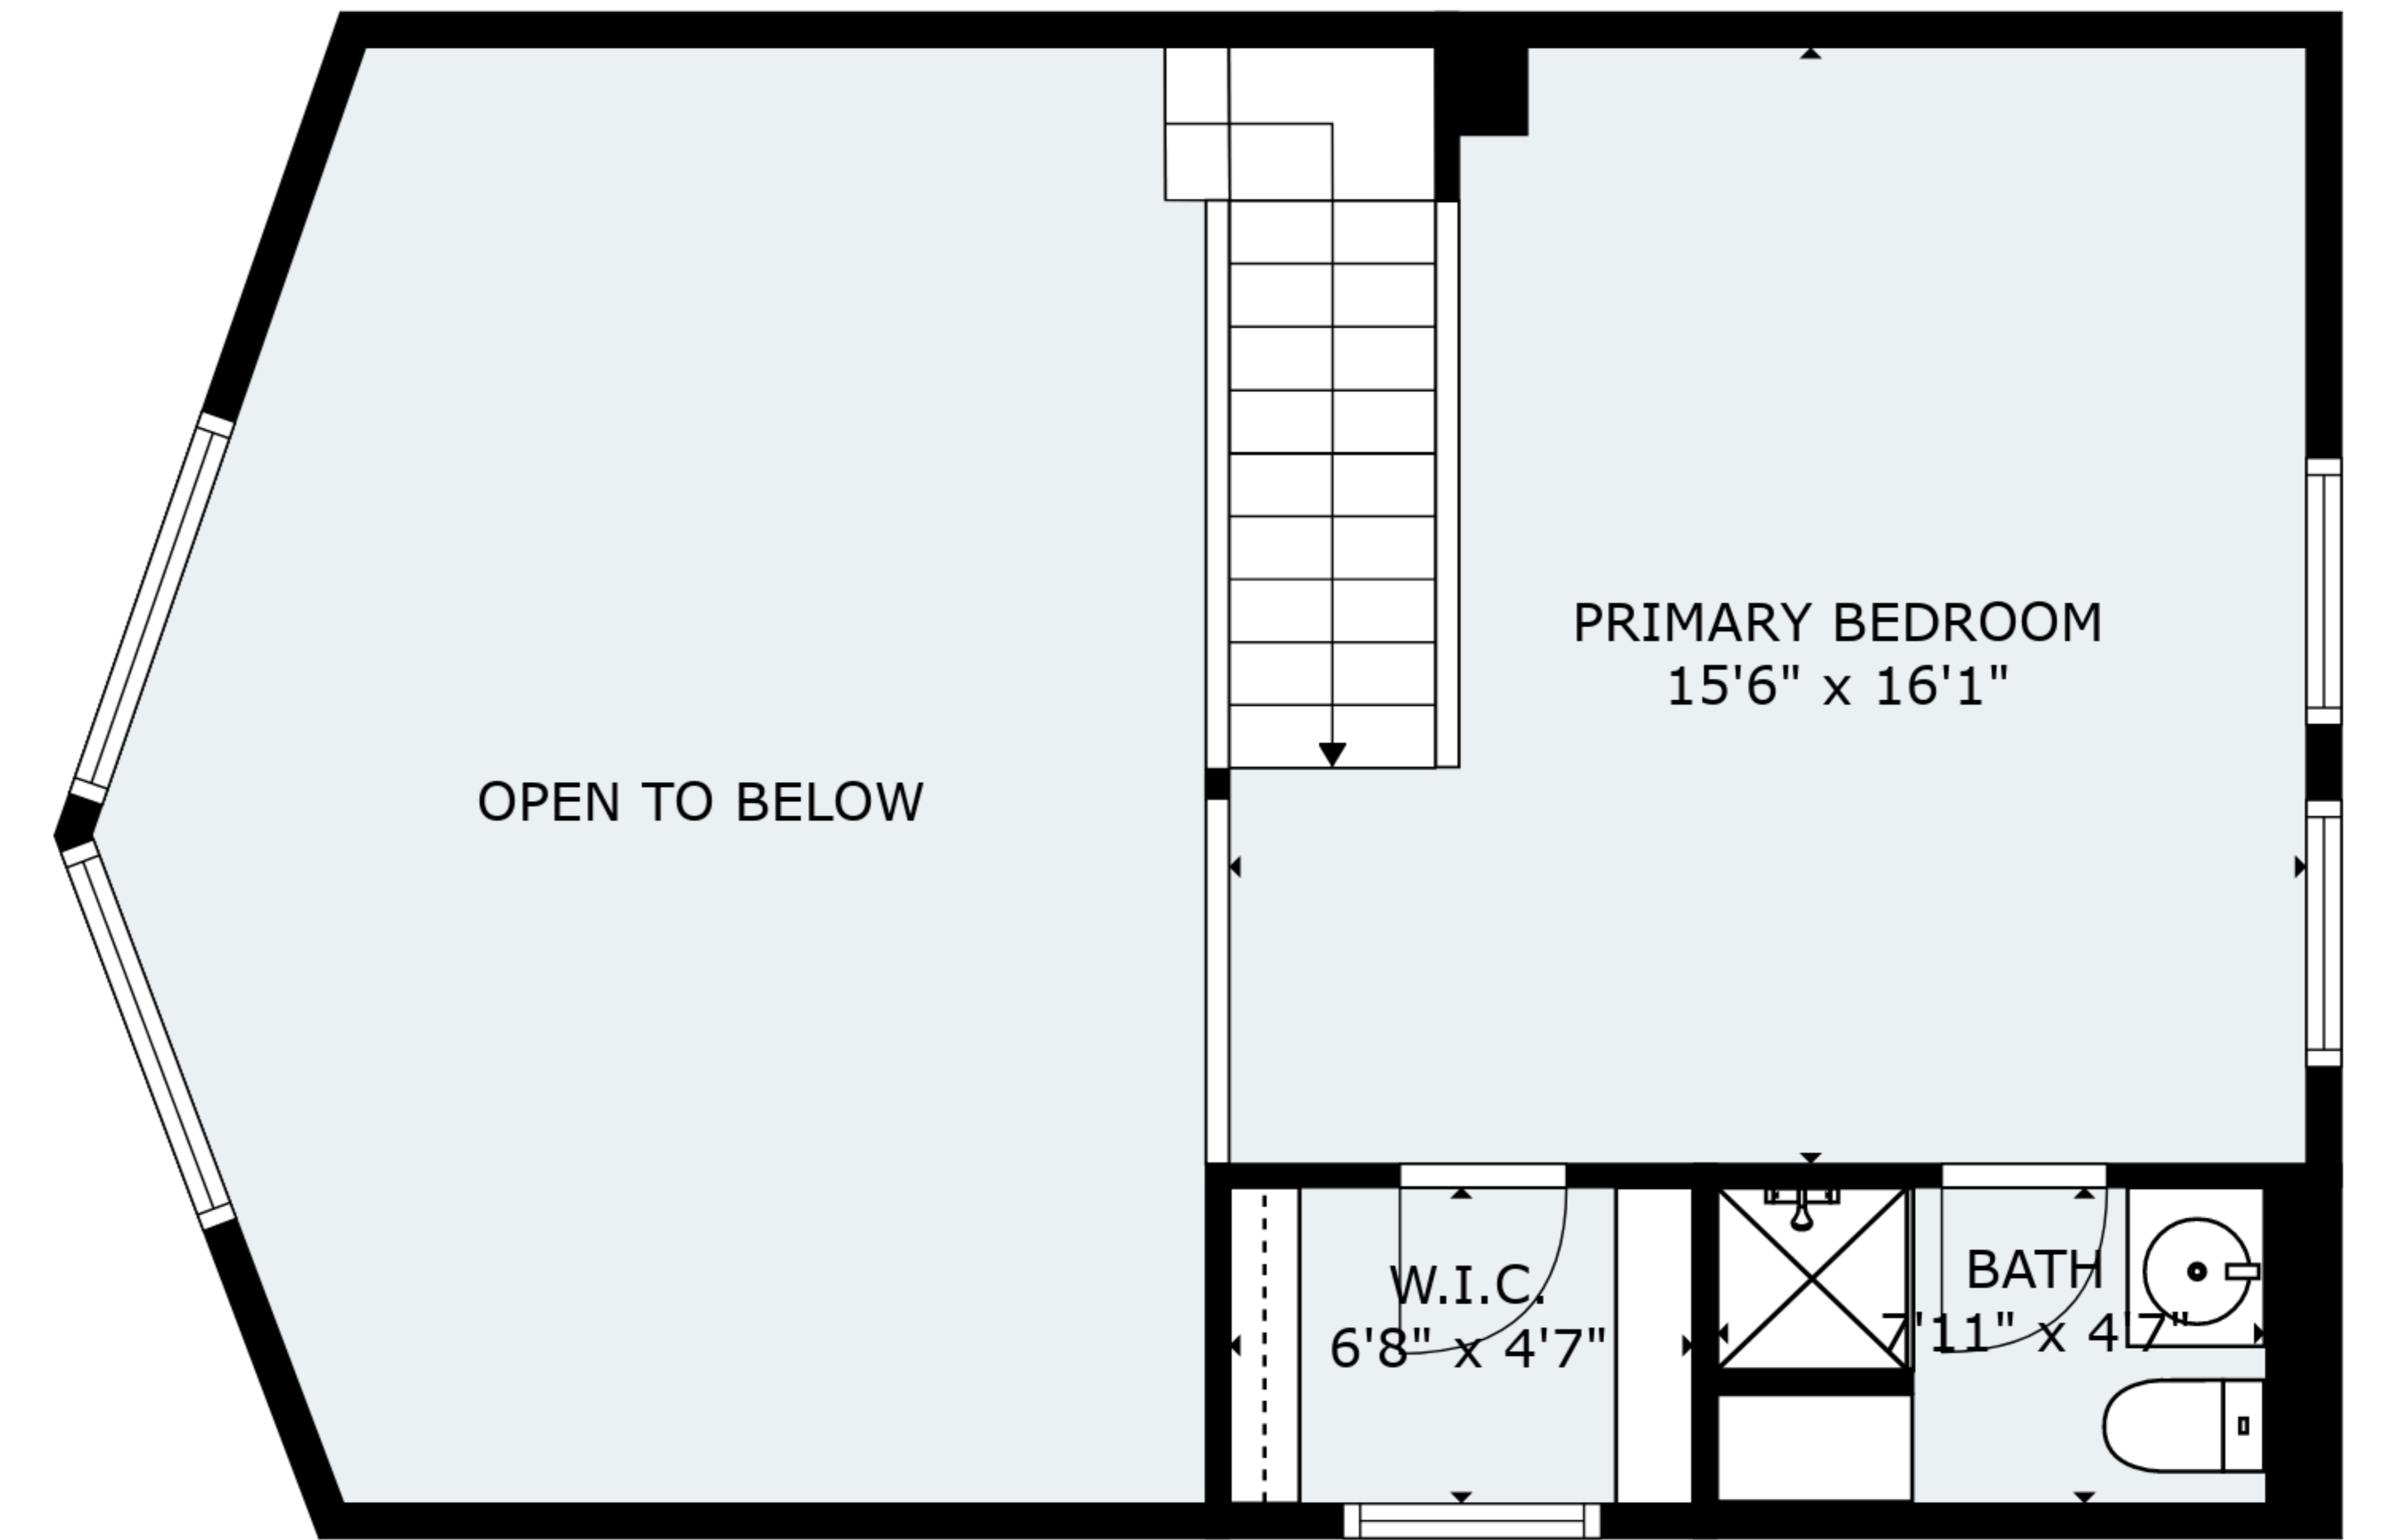 PRIMARY BEDROOM
15'6" x 16'1"
OPEN TO BELOW
W.I.C.
6'8" x 4'7"
BATH
7'11" x 4'7"